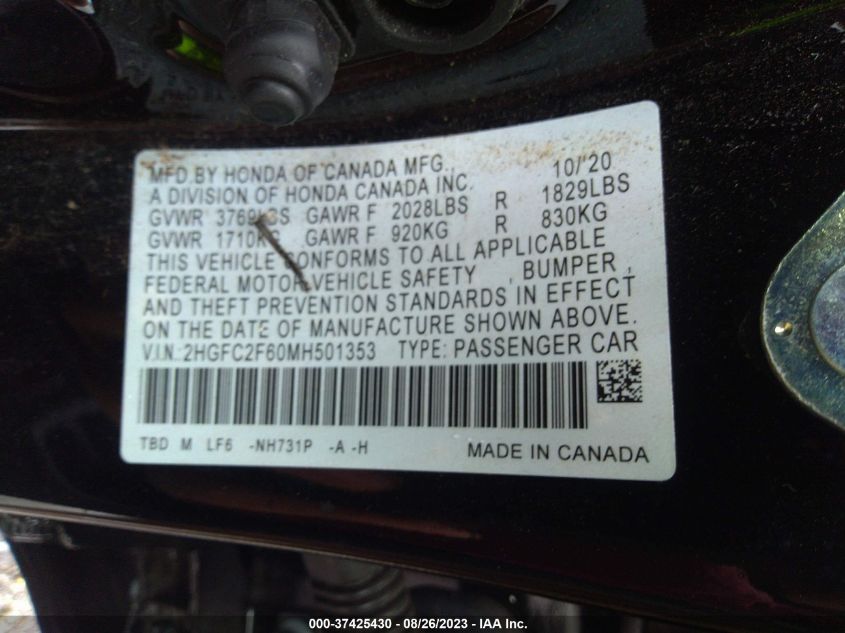 MFD.BY HONDA OF CANADA MFG. 10/'20
A DIVISION OF HONDA CANADA INC.
GVWR 3769LBS GAWR F 2028LBS R 1829LBS
GVWR 1710KG GAWR F 920KG R 830KG
THIS VEHICLE CONFORMS TO ALL APPLICABLE
FEDERAL MOTOR VEHICLE SAFETY , BUMPER ,
AND THEFT PREVENTION STANDARDS IN EFFECT
ON THE DATE OF MANUFACTURE SHOWN ABOVE.
V.I.N.:2HGFC2F60MH501353 TYPE: PASSENGER CAR
TBD M LF6 -NH731P -A -H MADE IN CANADA
000-37425430 - 08/26/2023 - IAA Inc.